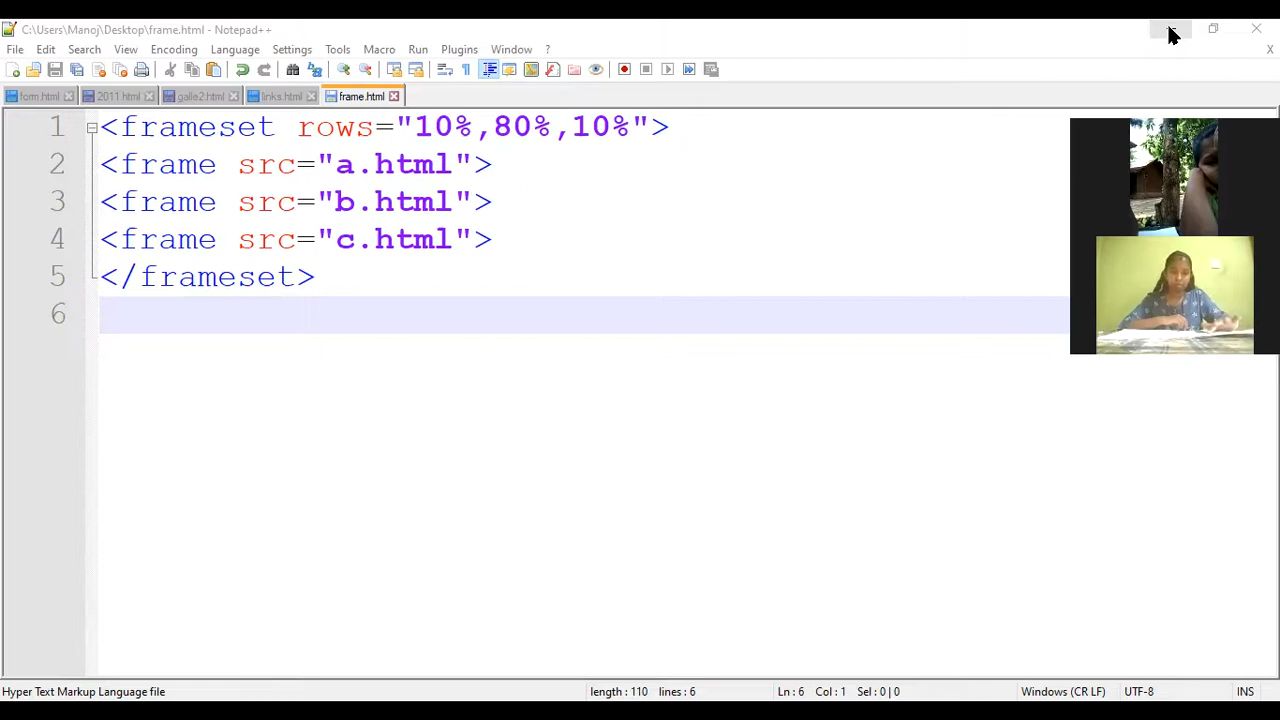 C:\Users\Manoj\Desktop\frame.html - Notepad++
File Edit Search View Encoding Language Settings Tools Macro Run Plugins Window ? X
form.html 2011.html galle2.html links.html frame.html
1 <frameset rows="10%,80%,10%">
2 <frame src="a.html">
3 <frame src="b.html">
4 <frame src="c.html">
5 </frameset>
6
Hyper Text Markup Language file length : 110 lines : 6 Ln : 6 Col : 1 Sel : 0 | 0 Windows (CR LF) UTF-8 INS